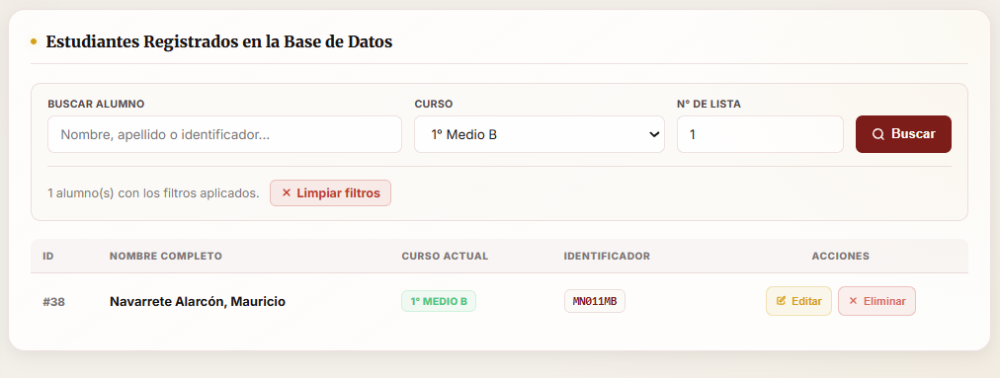 Estudiantes Registrados en la Base de Datos
BUSCAR ALUMNO CURSO N° DE LISTA
Nombre, apellido o identificador... 1° Medio B 1 Buscar
1 alumno(s) con los filtros aplicados. × Limpiar filtros
ID NOMBRE COMPLETO CURSO ACTUAL IDENTIFICADOR ACCIONES
#38 Navarrete Alarcón, Mauricio 1° MEDIO B MN011MB Editar × Eliminar